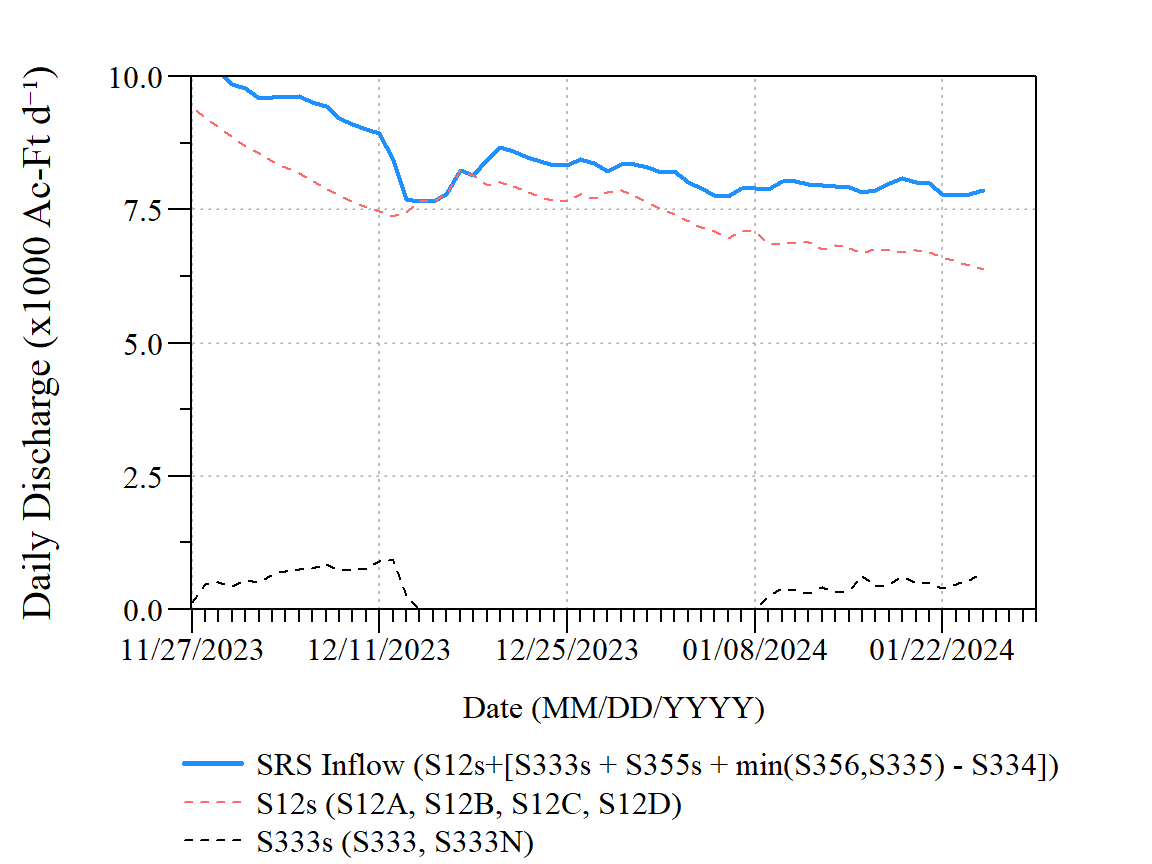 Daily Discharge (x1000 Ac-Ft d⁻¹)
10.0
7.5
5.0
2.5
0.0
11/27/2023 12/11/2023 12/25/2023 01/08/2024 01/22/2024
Date (MM/DD/YYYY)
SRS Inflow (S12s+[S333s + S355s + min(S356,S335) - S334])
S12s (S12A, S12B, S12C, S12D)
S333s (S333, S333N)